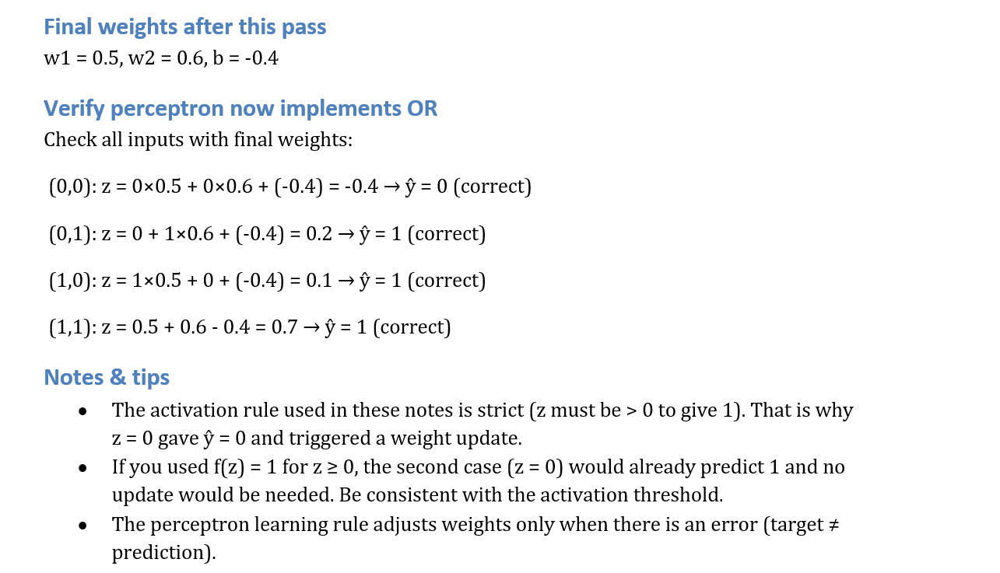 Final weights after this pass
w1 = 0.5, w2 = 0.6, b = -0.4
Verify perceptron now implements OR
Check all inputs with final weights:
(0,0): z = 0×0.5 + 0×0.6 + (-0.4) = -0.4 → ŷ = 0 (correct)
(0,1): z = 0 + 1×0.6 + (-0.4) = 0.2 → ŷ = 1 (correct)
(1,0): z = 1×0.5 + 0 + (-0.4) = 0.1 → ŷ = 1 (correct)
(1,1): z = 0.5 + 0.6 - 0.4 = 0.7 → ŷ = 1 (correct)
Notes & tips
• The activation rule used in these notes is strict (z must be > 0 to give 1). That is why
z = 0 gave ŷ = 0 and triggered a weight update.
• If you used f(z) = 1 for z ≥ 0, the second case (z = 0) would already predict 1 and no
update would be needed. Be consistent with the activation threshold.
• The perceptron learning rule adjusts weights only when there is an error (target ≠
prediction).